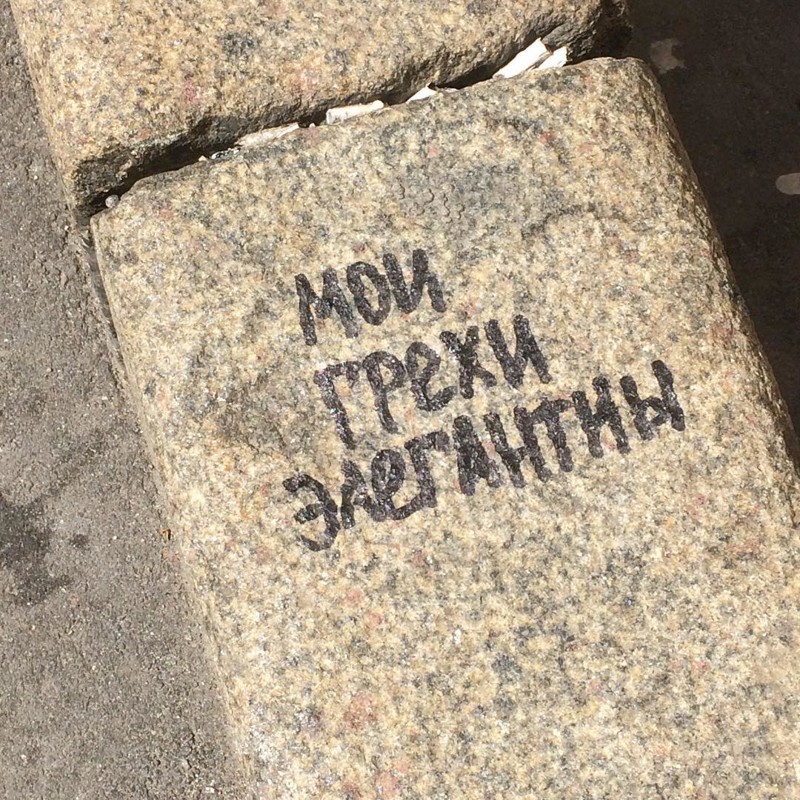 мои
грехи
элегантны